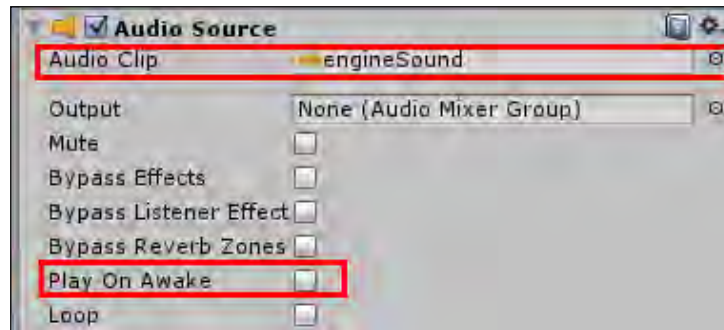 Audio Source
Audio Clip engineSound
Output None (Audio Mixer Group)
Mute
Bypass Effects
Bypass Listener Effect
Bypass Reverb Zones
Play On Awake
Loop